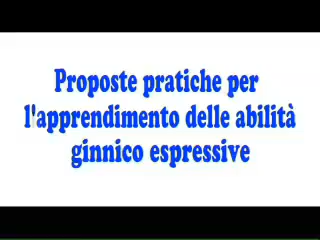 Proposte pratiche per
l'apprendimento delle abilità
ginnico espressive